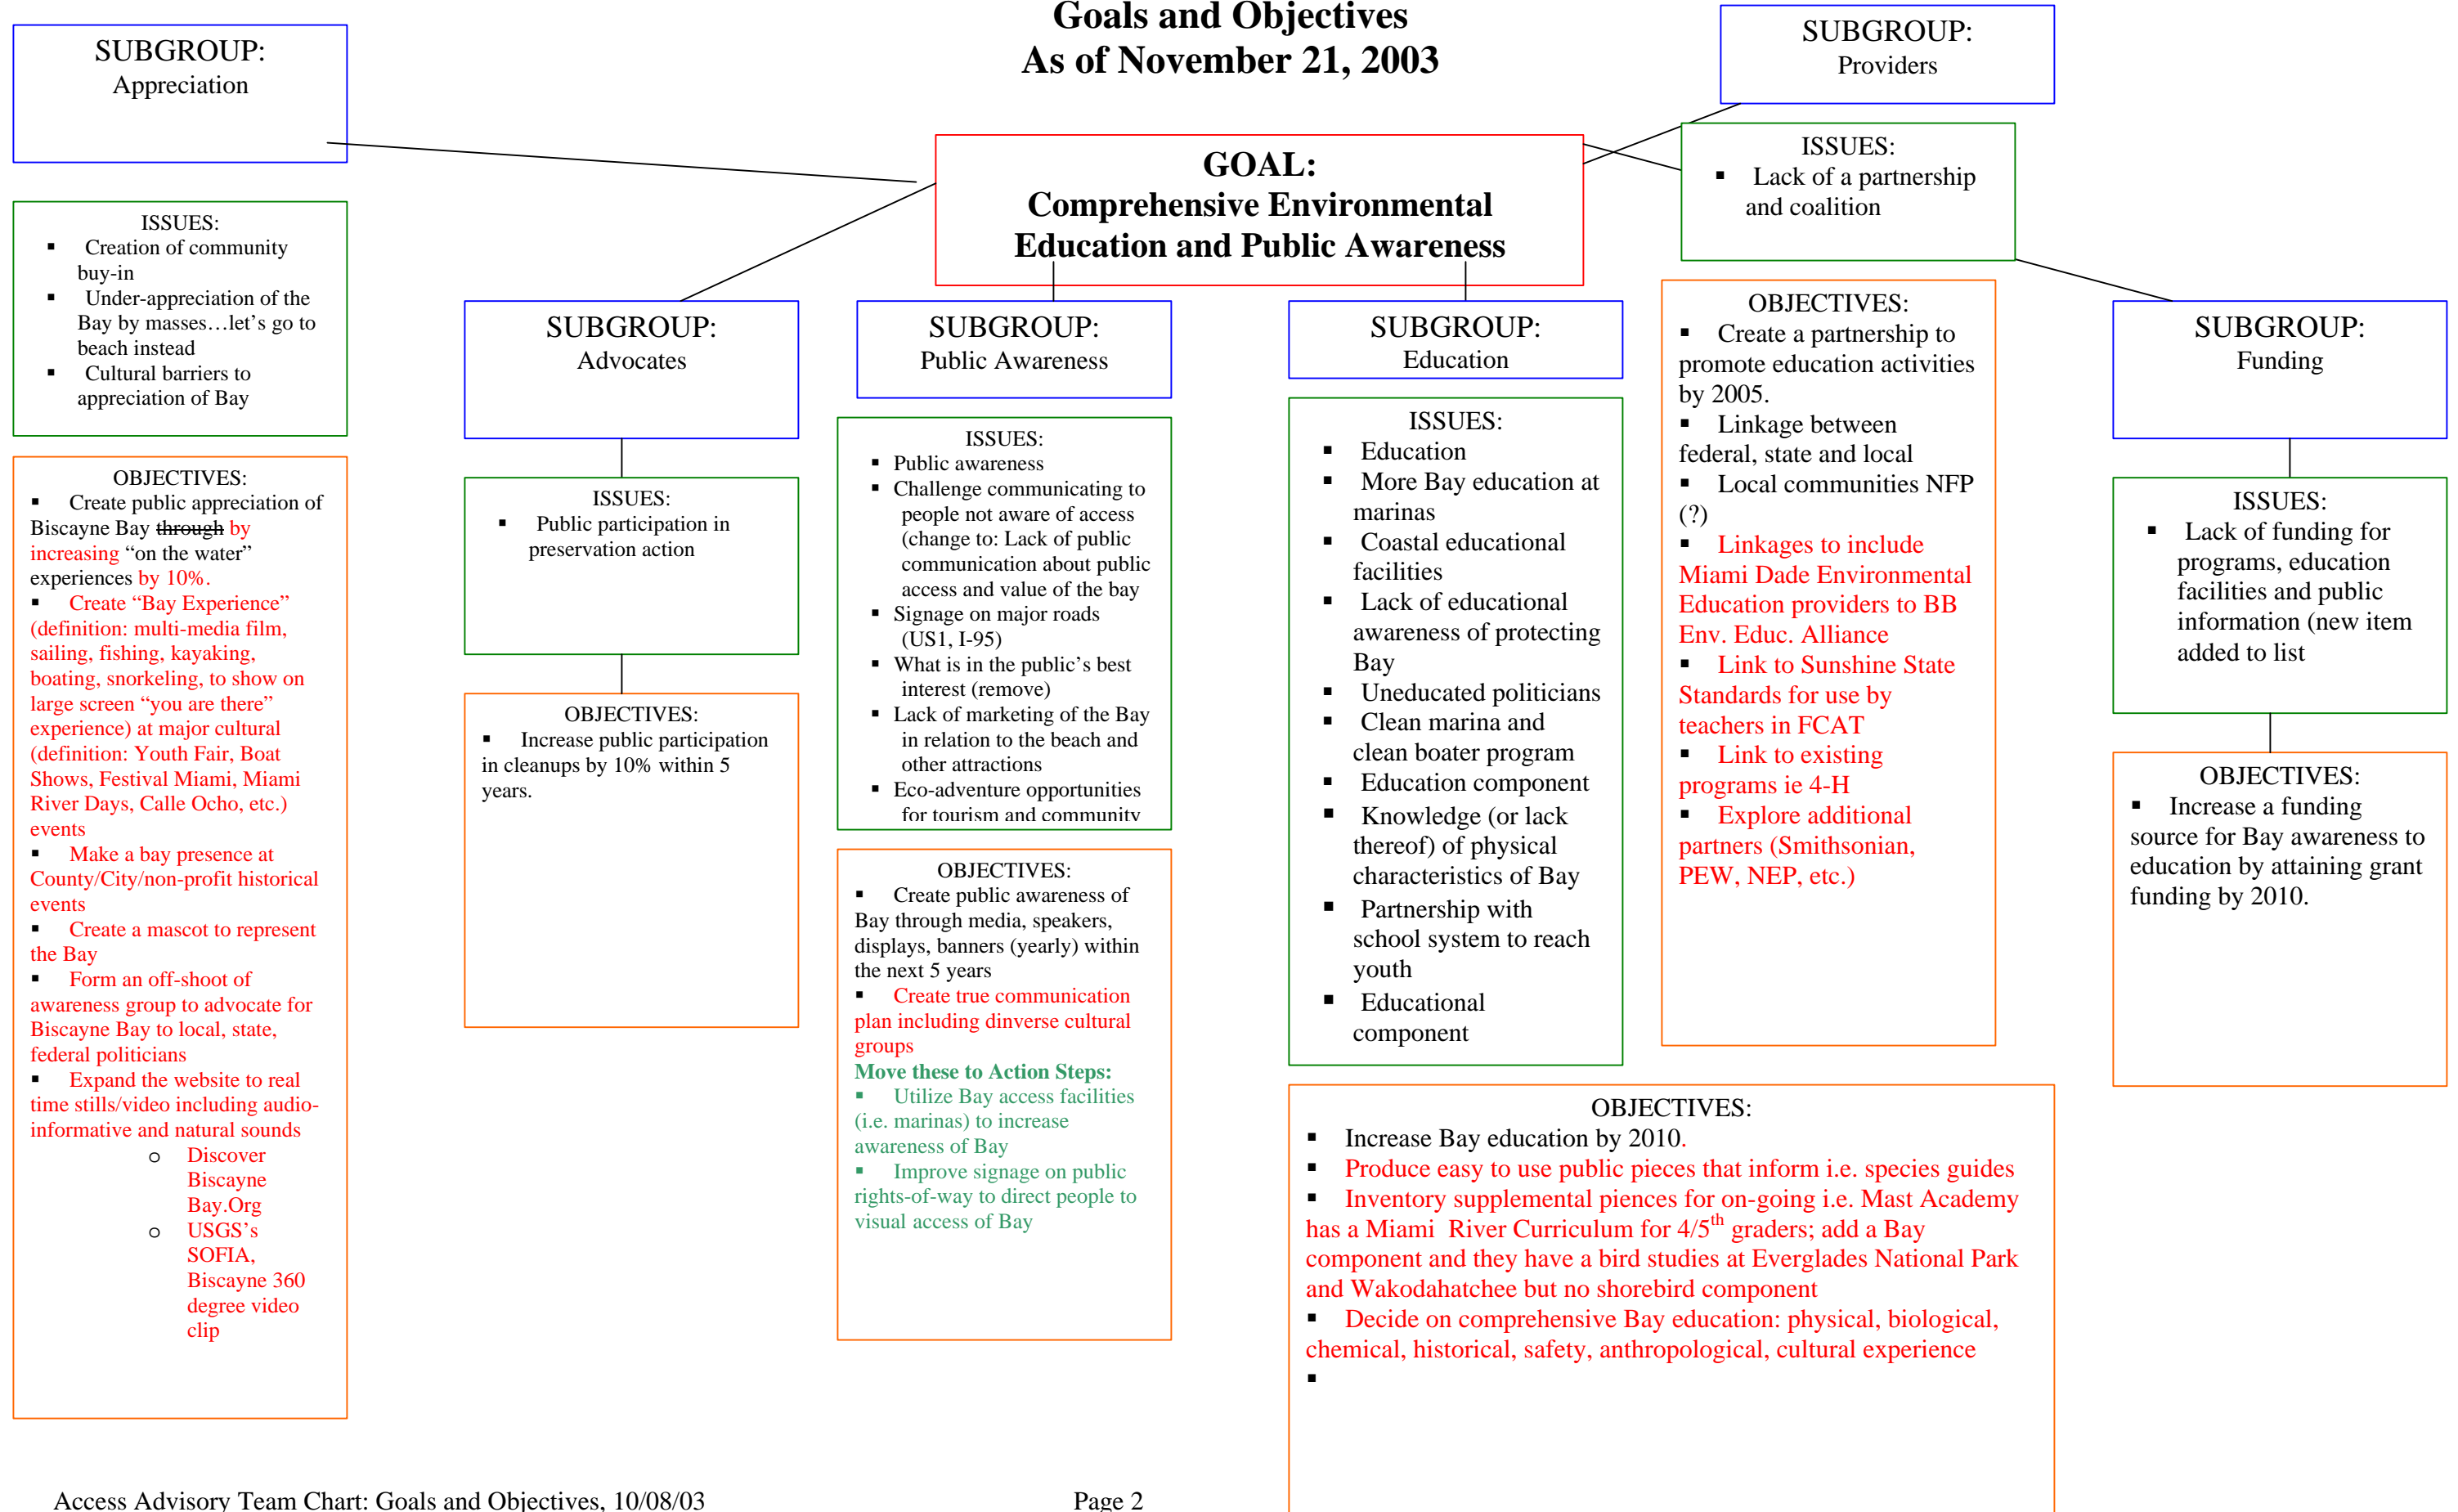 Goals and Objectives
As of November 21, 2003
SUBGROUP:
Appreciation
ISSUES:
▪ Creation of community
buy-in
▪ Under-appreciation of the
Bay by masses…let’s go to
beach instead
▪ Cultural barriers to
appreciation of Bay
OBJECTIVES:
▪ Create public appreciation of
Biscayne Bay through by
increasing “on the water”
experiences by 10%.
▪ Create “Bay Experience”
(definition: multi-media film,
sailing, fishing, kayaking,
boating, snorkeling, to show on
large screen “you are there”
experience) at major cultural
(definition: Youth Fair, Boat
Shows, Festival Miami, Miami
River Days, Calle Ocho, etc.)
events
▪ Make a bay presence at
County/City/non-profit historical
events
▪ Create a mascot to represent
the Bay
▪ Form an off-shoot of
awareness group to advocate for
Biscayne Bay to local, state,
federal politicians
▪ Expand the website to real
time stills/video including audio-
informative and natural sounds
o Discover
Biscayne
Bay.Org
o USGS’s
SOFIA,
Biscayne 360
degree video
clip
GOAL:
Comprehensive Environmental
Education and Public Awareness
SUBGROUP:
Advocates
ISSUES:
▪ Public participation in
preservation action
OBJECTIVES:
▪ Increase public participation
in cleanups by 10% within 5
years.
SUBGROUP:
Public Awareness
ISSUES:
▪ Public awareness
▪ Challenge communicating to
people not aware of access
(change to: Lack of public
communication about public
access and value of the bay
▪ Signage on major roads
(US1, I-95)
▪ What is in the public’s best
interest (remove)
▪ Lack of marketing of the Bay
in relation to the beach and
other attractions
▪ Eco-adventure opportunities
for tourism and community
OBJECTIVES:
▪ Create public awareness of
Bay through media, speakers,
displays, banners (yearly) within
the next 5 years
▪ Create true communication
plan including dinverse cultural
groups
Move these to Action Steps:
▪ Utilize Bay access facilities
(i.e. marinas) to increase
awareness of Bay
▪ Improve signage on public
rights-of-way to direct people to
visual access of Bay
SUBGROUP:
Education
ISSUES:
▪ Education
▪ More Bay education at
marinas
▪ Coastal educational
facilities
▪ Lack of educational
awareness of protecting
Bay
▪ Uneducated politicians
▪ Clean marina and
clean boater program
▪ Education component
▪ Knowledge (or lack
thereof) of physical
characteristics of Bay
▪ Partnership with
school system to reach
youth
▪ Educational
component
OBJECTIVES:
▪ Increase Bay education by 2010.
▪ Produce easy to use public pieces that inform i.e. species guides
▪ Inventory supplemental piences for on-going i.e. Mast Academy
has a Miami River Curriculum for 4/5th graders; add a Bay
component and they have a bird studies at Everglades National Park
and Wakodahatchee but no shorebird component
▪ Decide on comprehensive Bay education: physical, biological,
chemical, historical, safety, anthropological, cultural experience
▪
SUBGROUP:
Providers
ISSUES:
▪ Lack of a partnership
and coalition
OBJECTIVES:
▪ Create a partnership to
promote education activities
by 2005.
▪ Linkage between
federal, state and local
▪ Local communities NFP
(?)
▪ Linkages to include
Miami Dade Environmental
Education providers to BB
Env. Educ. Alliance
▪ Link to Sunshine State
Standards for use by
teachers in FCAT
▪ Link to existing
programs ie 4-H
▪ Explore additional
partners (Smithsonian,
PEW, NEP, etc.)
SUBGROUP:
Funding
ISSUES:
▪ Lack of funding for
programs, education
facilities and public
information (new item
added to list
OBJECTIVES:
▪ Increase a funding
source for Bay awareness to
education by attaining grant
funding by 2010.
Access Advisory Team Chart: Goals and Objectives, 10/08/03
Page 2